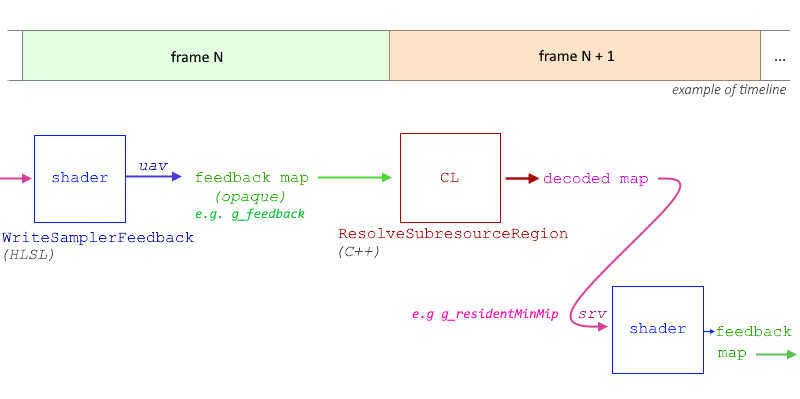 frame N
frame N + 1
...
example of timeline
shader
uav
feedback map
(opaque)
e.g. g_feedback
CL
decoded map
WriteSamplerFeedback
(HLSL)
ResolveSubresourceRegion
(C++)
e.g g_residentMinMip
srv
shader
feedback
map